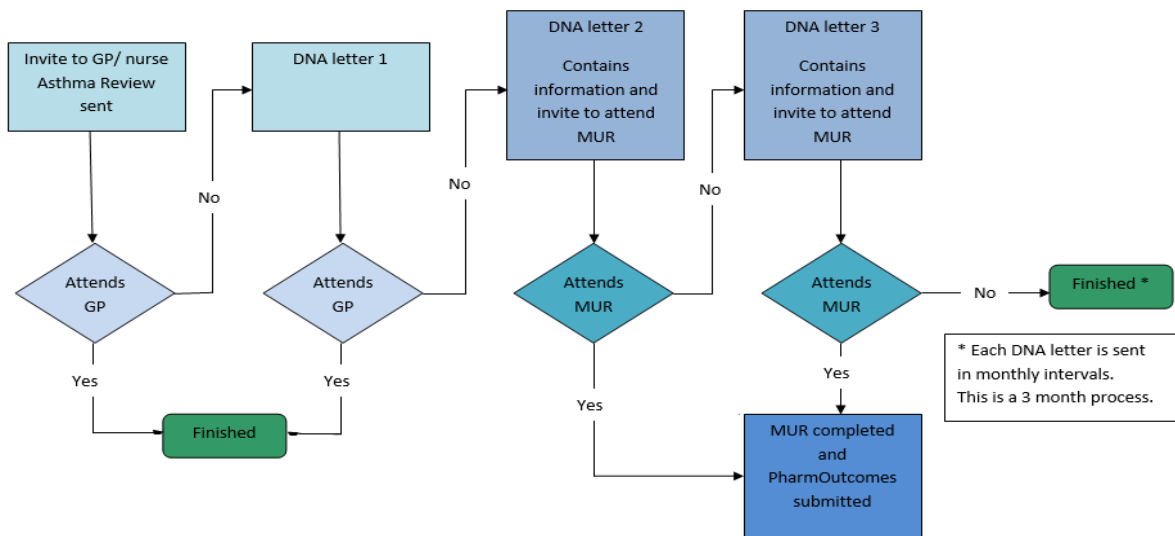 Invite to GP/ nurse
Asthma Review
sent
DNA letter 1
DNA letter 2
Contains
information and
invite to attend
MUR
DNA letter 3
Contains
information and
invite to attend
MUR
No
No
No
Attends
GP
Attends
GP
Attends
MUR
Attends
MUR
No
Finished *
Yes
Yes
Yes
Yes
* Each DNA letter is sent
in monthly intervals.
This is a 3 month process.
Finished
MUR completed
and
PharmOutcomes
submitted